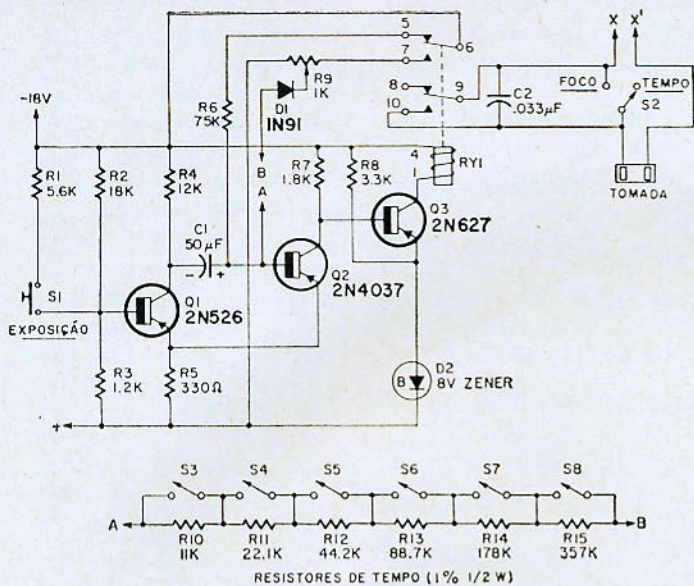 X X'
5
6
7
R9
1K
D1
1N91
8
9
10
FOCO
TEMPO
C2
.033µF
S2
R6
75K
-18V
B
A
4
RY1
1
TOMADA
R1
5.6K
R2
18K
R4
12K
R7
1.8K
R8
3.3K
Q3
2N627
C1
50µF
- +
S1
EXPOSIÇÃO
Q1
2N526
Q2
2N4037
R3
1.2K
R5
330Ω
B
D2
8V ZENER
+
S3 S4 S5 S6 S7 S8
A B
R10 R11 R12 R13 R14 R15
11K 22.1K 44.2K 88.7K 178K 357K
RESISTORES DE TEMPO (1% 1/2 W)